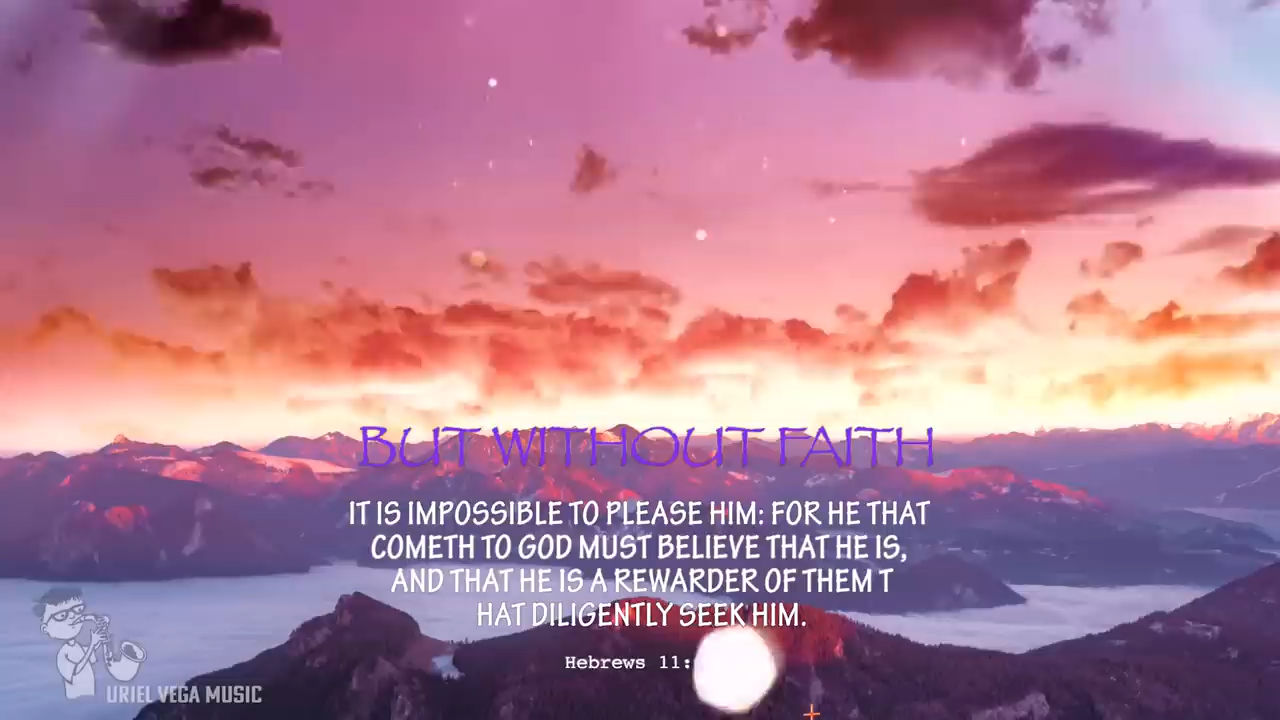 BUT WITHOUT FAITH
IT IS IMPOSSIBLE TO PLEASE HIM: FOR HE THAT
COMETH TO GOD MUST BELIEVE THAT HE IS,
AND THAT HE IS A REWARDER OF THEM T
HAT DILIGENTLY SEEK HIM.
Hebrews 11:
URIEL VEGA MUSIC